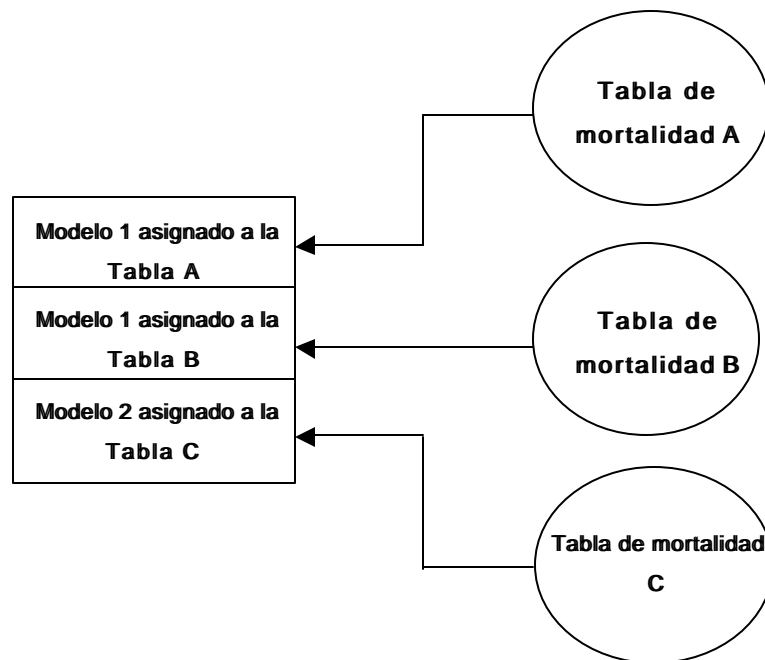 Tabla de
mortalidad A
Modelo 1 asignado a la
Tabla A
Modelo 1 asignado a la
Tabla B
Modelo 2 asignado a la
Tabla C
Tabla de
mortalidad B
Tabla de mortalidad
C